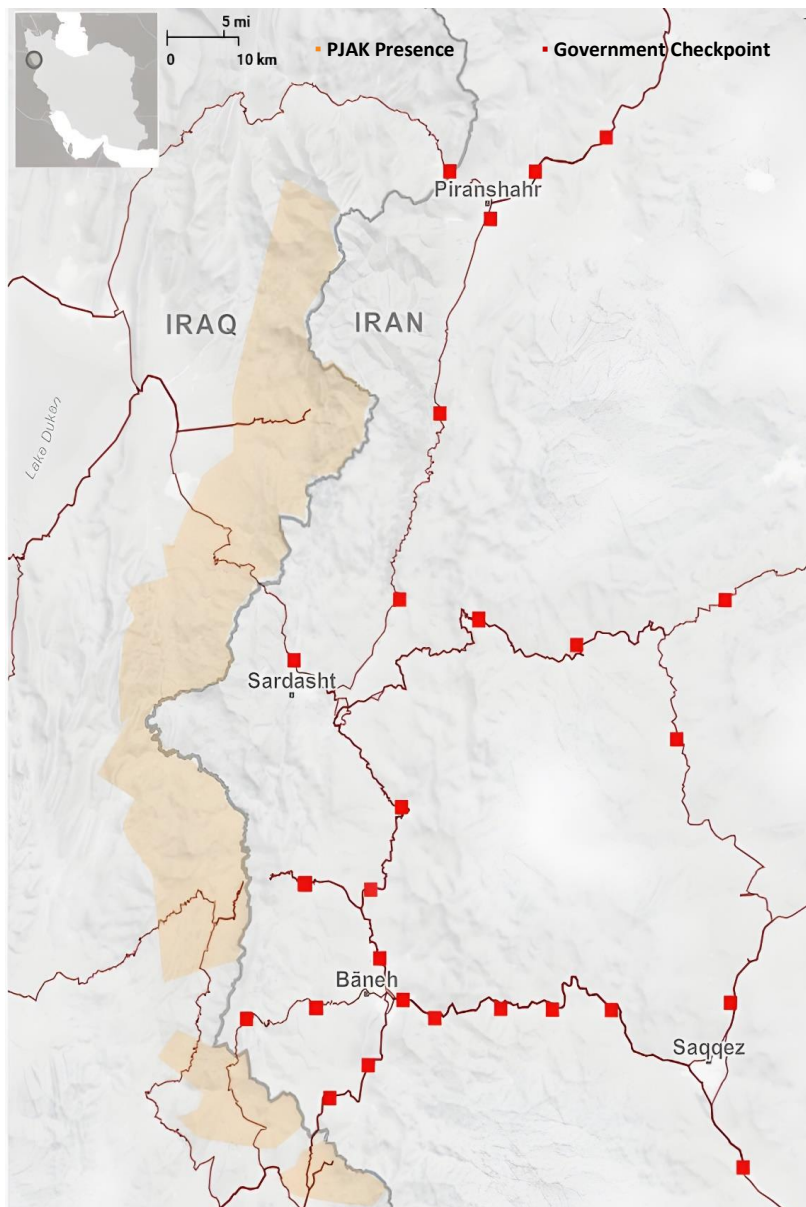 5 mi
0 10 km
PJAK Presence
Government Checkpoint
Piranshahr
IRAQ
IRAN
Lake Dukan
Sardasht
Bāneh
Saqqez